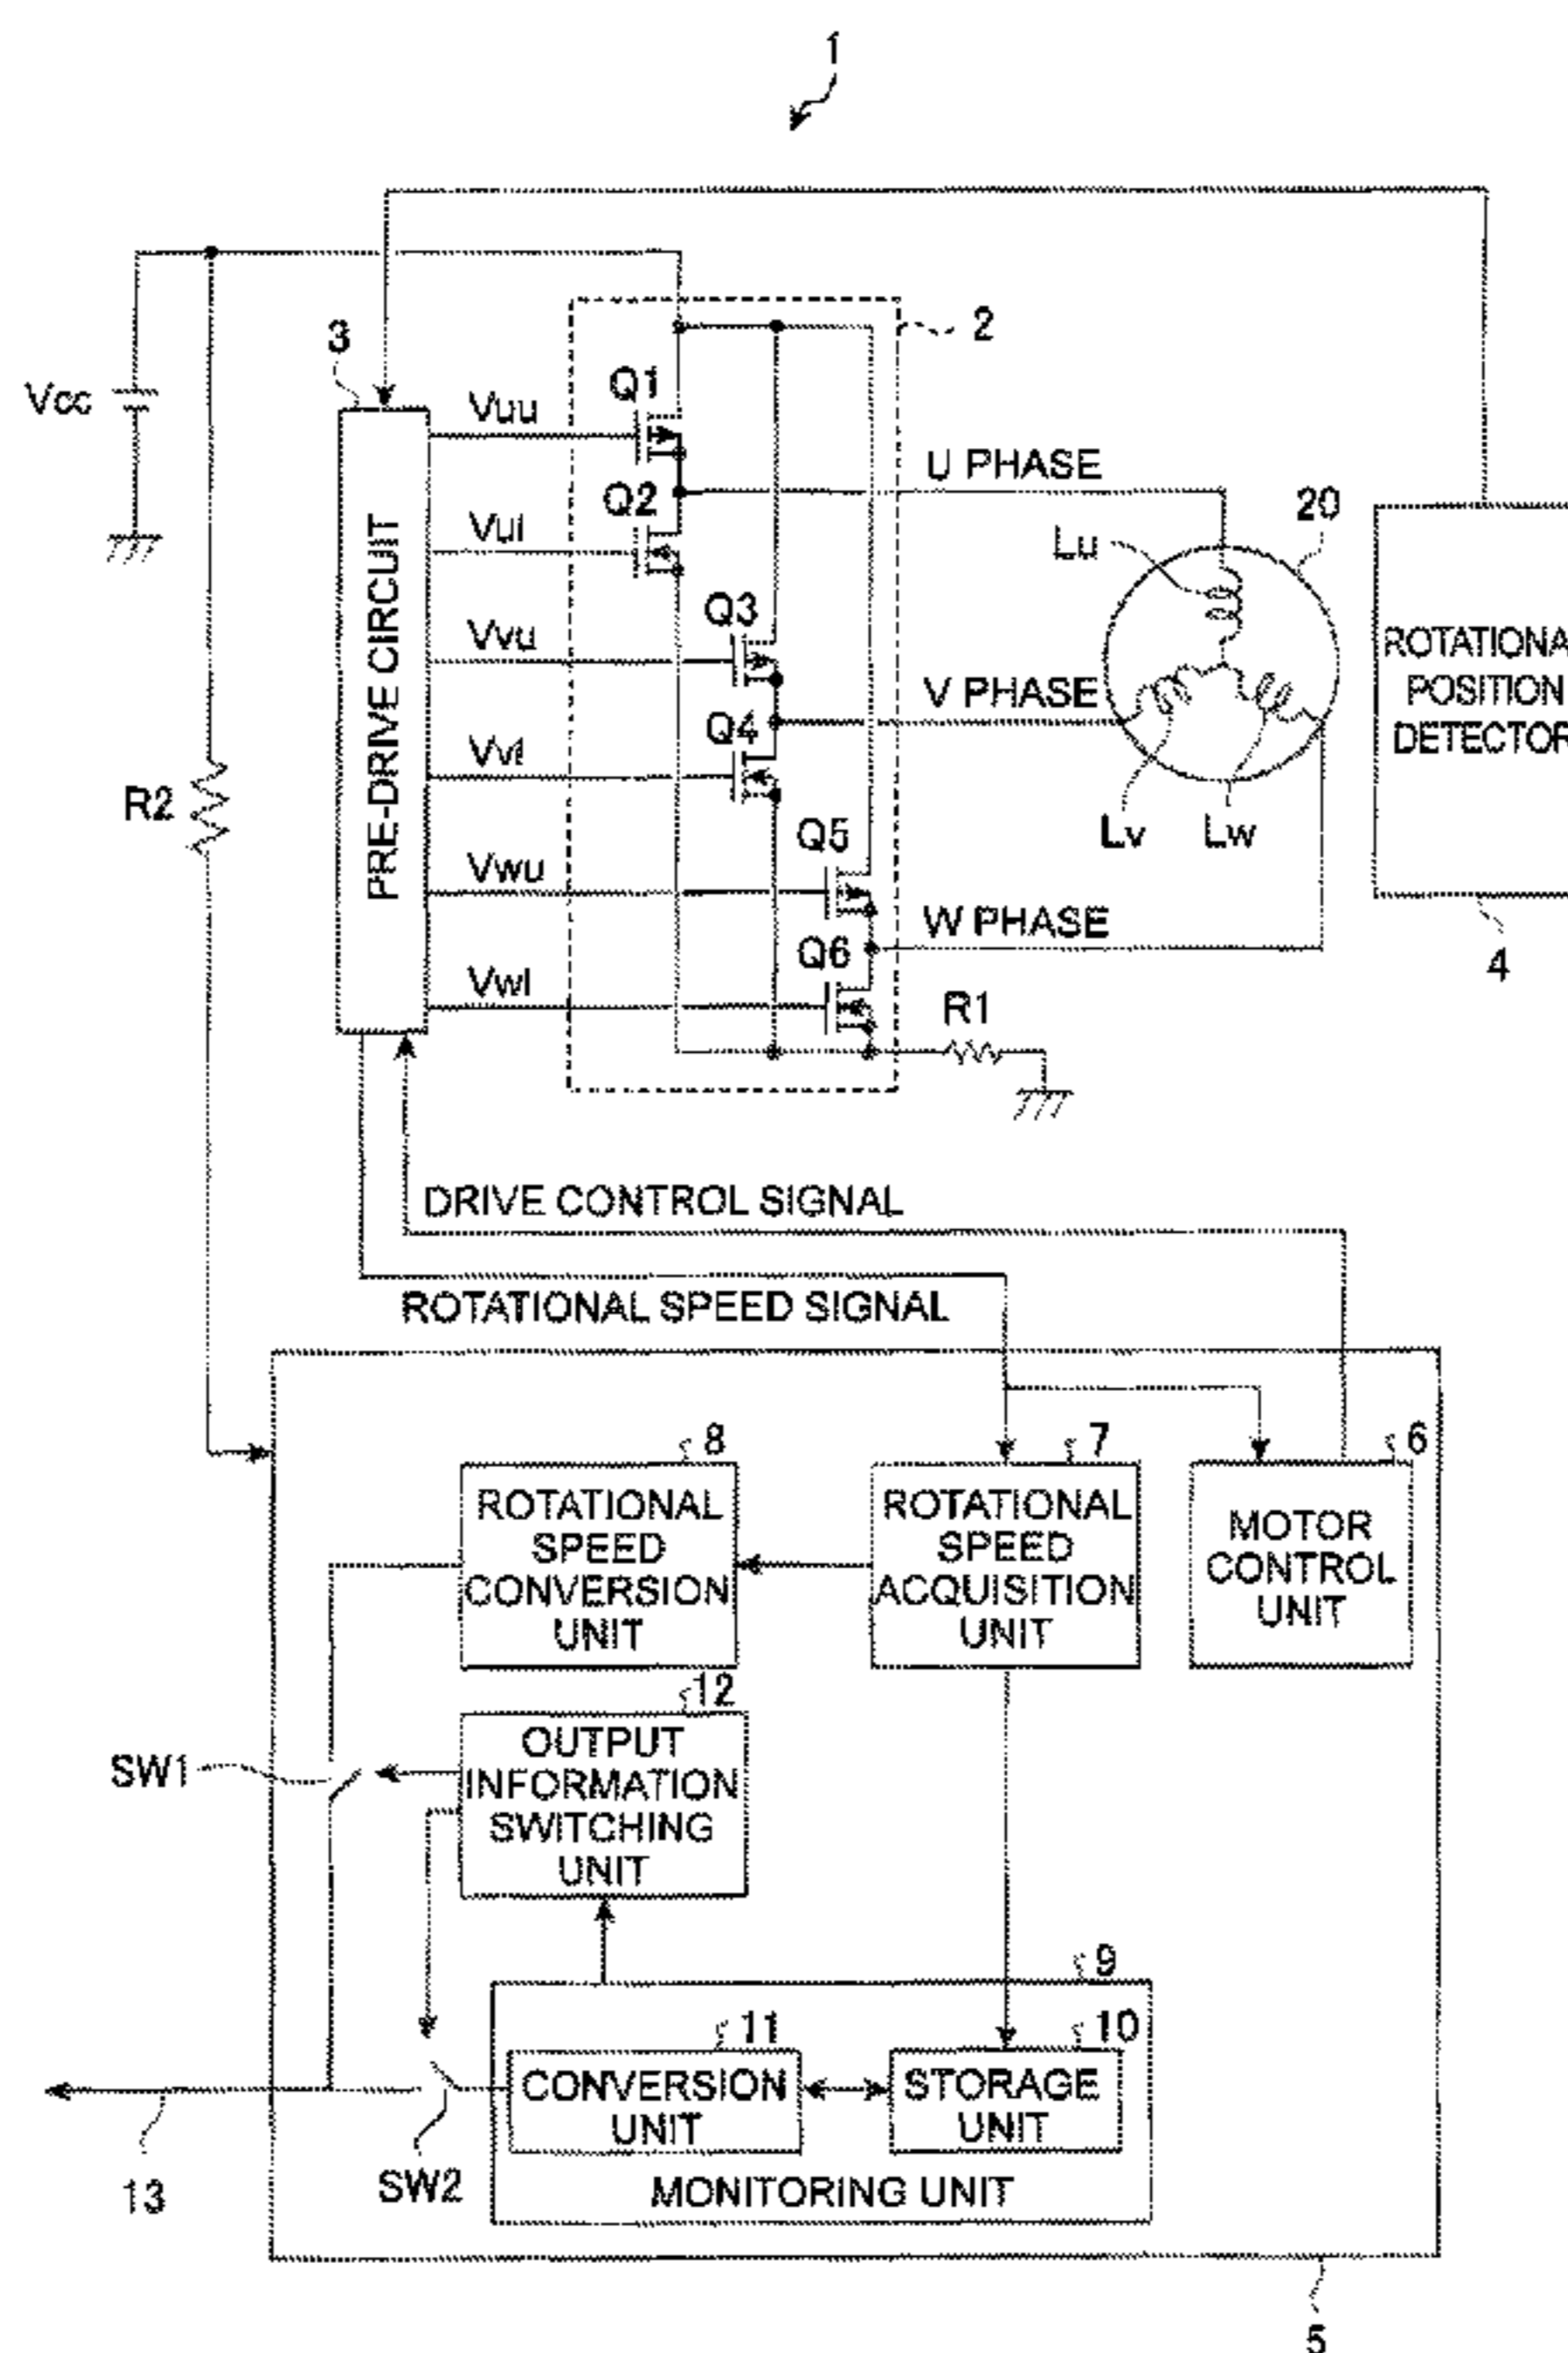 1
2
3
Vcc
Q1
Vuu
U PHASE
Q2
20
Vul
Lu
PRE-DRIVE CIRCUIT
Q3
Vvu
ROTATIONA
POSITION
DETECTOR
V PHASE
Q4
Vvl
R2
Q5
Lv
Lw
Vwu
W PHASE
Q6
4
Vwl
R1
DRIVE CONTROL SIGNAL
ROTATIONAL SPEED SIGNAL
8
7
6
ROTATIONAL
SPEED
CONVERSION
UNIT
ROTATIONAL
SPEED
ACQUISITION
UNIT
MOTOR
CONTROL
UNIT
12
OUTPUT
INFORMATION
SWITCHING
UNIT
SW1
9
11
10
CONVERSION
UNIT
STORAGE
UNIT
13
SW2
MONITORING UNIT
5